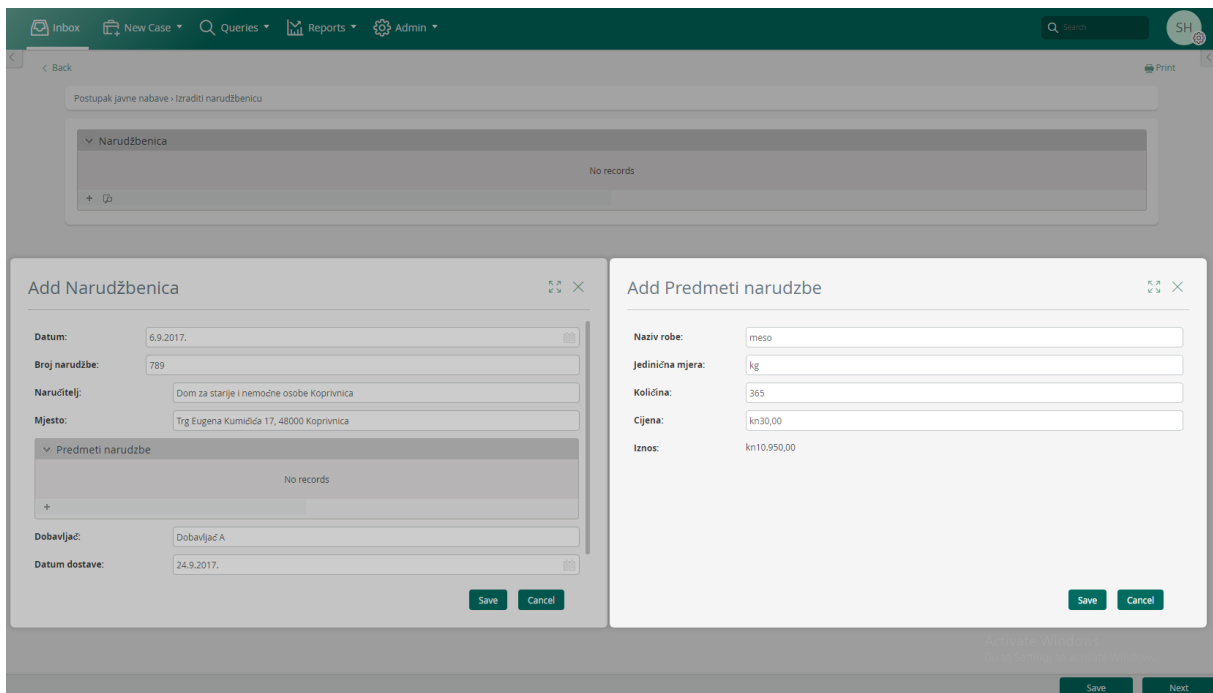 Inbox New Case Queries Reports Admin Search SH
Back Print
Postupak javne nabave › Izraditi narudžbenicu
Narudžbenica
No records
Add Narudžbenica
Datum: 6.9.2017.
Broj narudžbe: 789
Naručitelj: Dom za starije i nemoćne osobe Koprivnica
Mjesto: Trg Eugena Kumičića 17, 48000 Koprivnica
Predmeti narudzbe
No records
Dobavljač: Dobavljač A
Datum dostave: 24.9.2017.
Save Cancel
Add Predmeti narudzbe
Naziv robe: meso
Jedinična mjera: kg
Količina: 365
Cijena: kn30,00
Iznos: kn10.950,00
Save Cancel
Activate Windows
Save Next